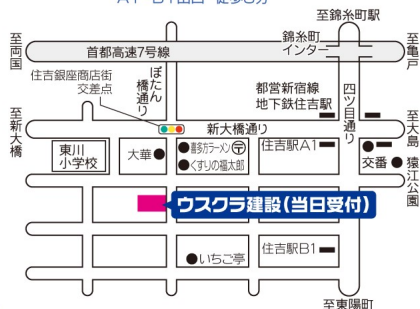 至錦糸町駅
錦糸町
インター
至両国
首都高速7号線
至亀戸
住吉銀座商店街
交差点
ぼたん
橋通り
都営新宿線
地下鉄住吉駅
四ツ目通り
至新大橋
新大橋通り
至大島
東川
小学校
大華
喜多方ラーメン
くすりの福太郎
住吉駅A1
交番
猿江公園
ウスクラ建設(当日受付)
いちご亭
住吉駅B1
至東陽町